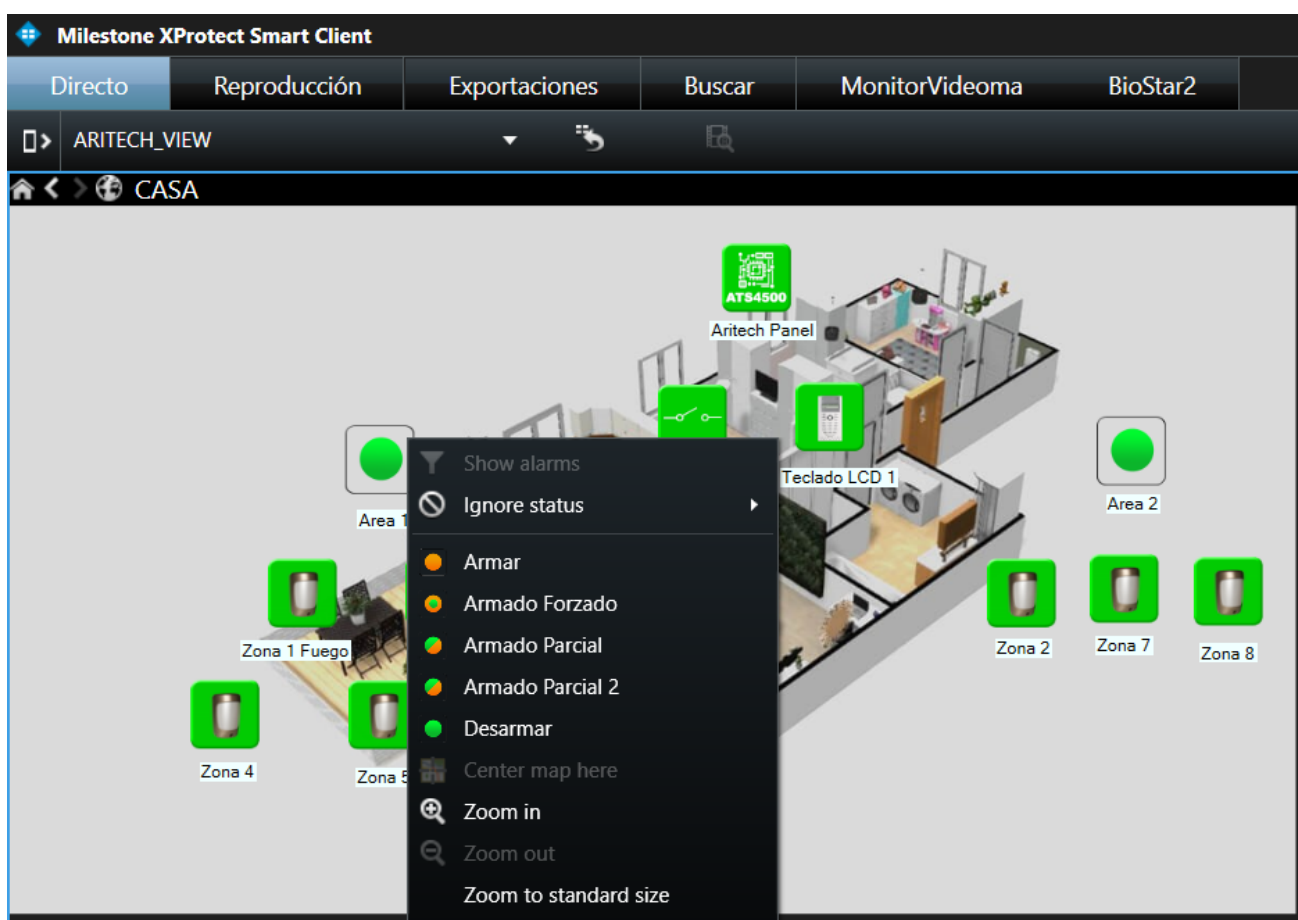 Milestone XProtect Smart Client
Directo Reproducción Exportaciones Buscar MonitorVideoma BioStar2
ARITECH_VIEW
CASA
ATS4500
Aritech Panel
Teclado LCD 1
Area 1
Area 2
Zona 1 Fuego
Zona 2
Zona 7
Zona 8
Zona 4
Zona 5
Show alarms
Ignore status
Armar
Armado Forzado
Armado Parcial
Armado Parcial 2
Desarmar
Center map here
Zoom in
Zoom out
Zoom to standard size